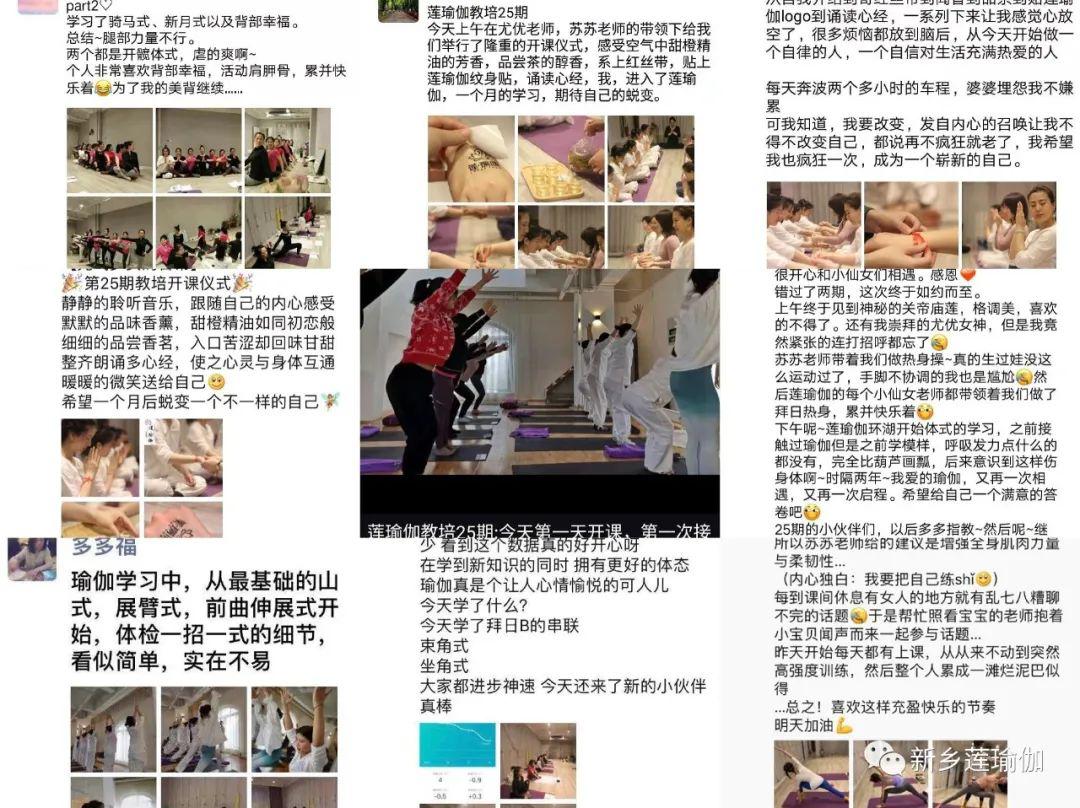 part2♡
学习了骑马式、新月式以及背部幸福。
总结~腿部力量不行。
两个都是开髋体式，虐的爽啊~
个人非常喜欢背部幸福，活动肩胛骨，累并快
乐着😂为了我的美背继续……
莲瑜伽教培25期
今天上午在尤优老师，苏苏老师的带领下给我
们举行了隆重的开课仪式，感受空气中甜橙精
油的芳香，品尝茶的醇香，系上红丝带，贴上
莲瑜伽纹身贴，诵读心经，我，进入了莲瑜
伽，一个月的学习，期待自己的蜕变。
伽logo到诵读心经，一系列下来让我感觉心放
空了，很多烦恼都放到脑后，从今天开始做一
个自律的人，一个自信对生活充满热爱的人
每天奔波两个多小时的车程，婆婆埋怨我不嫌
累
可我知道，我要改变，发自内心的召唤让我不
得不改变自己，都说再不疯狂就老了，我希望
我也疯狂一次，成为一个崭新的自己。
🎉第25期教培开课仪式🎉
静静的聆听音乐，跟随自己的内心感受
默默的品味香薰，甜橙精油如同初恋般
细细的品尝香茗，入口苦涩却回味甘甜
整齐朗诵多心经，使之心灵与身体互通
暖暖的微笑送给自己😊
希望一个月后蜕变一个不一样的自己🧚
莲瑜伽教培25期:今天第一天开课，第一次接
很开心和小仙女们相遇。感恩❤️
错过了两期，这次终于如约而至。
上午终于见到神秘的关帝庙莲，格调美，喜欢
的不得了。还有我崇拜的尤优女神，但是我竟
然紧张的连打招呼都忘了🤣
苏苏老师带着我们做热身操~真的生过娃没这
么运动过了，手脚不协调的我也是尴尬🤣然
后莲瑜伽的每个小仙女老师都带领着我们做了
拜日热身，累并快乐着🤭
下午呢~莲瑜伽环湖开始体式的学习，之前接
触过瑜伽但是之前学模样，呼吸发力点什么的
都没有，完全比葫芦画瓢，后来意识到这样伤
身体啊~时隔两年~我爱的瑜伽，又再一次相
遇，又再一次启程。希望给自己一个满意的答
卷吧🤭
25期的小伙伴们，以后多多指教~然后呢~继
多多福
瑜伽学习中，从最基础的山
式，展臂式，前曲伸展式开
始，体检一招一式的细节，
看似简单，实在不易
少 看到这个数据真的好开心呀
在学到新知识的同时 拥有更好的体态
瑜伽真是个让人心情愉悦的可人儿
今天学了什么?
今天学了拜日B的串联
束角式
坐角式
大家都进步神速 今天还来了新的小伙伴
真棒
4 -0.9
-0.5 +0.3
所以苏苏老师给的建议是增强全身肌肉力量
与柔韧性...
（内心独白：我要把自己练shǐ😊）
每到课间休息有女人的地方就有乱七八糟聊
不完的话题🤣于是帮忙照看宝宝的老师抱着
小宝贝闻声而来一起参与话题...
昨天开始每天都有上课，从从来不动到突然
高强度训练，然后整个人累成一滩烂泥巴似
得
...总之！喜欢这样充盈快乐的节奏
明天加油💪
新乡莲瑜伽